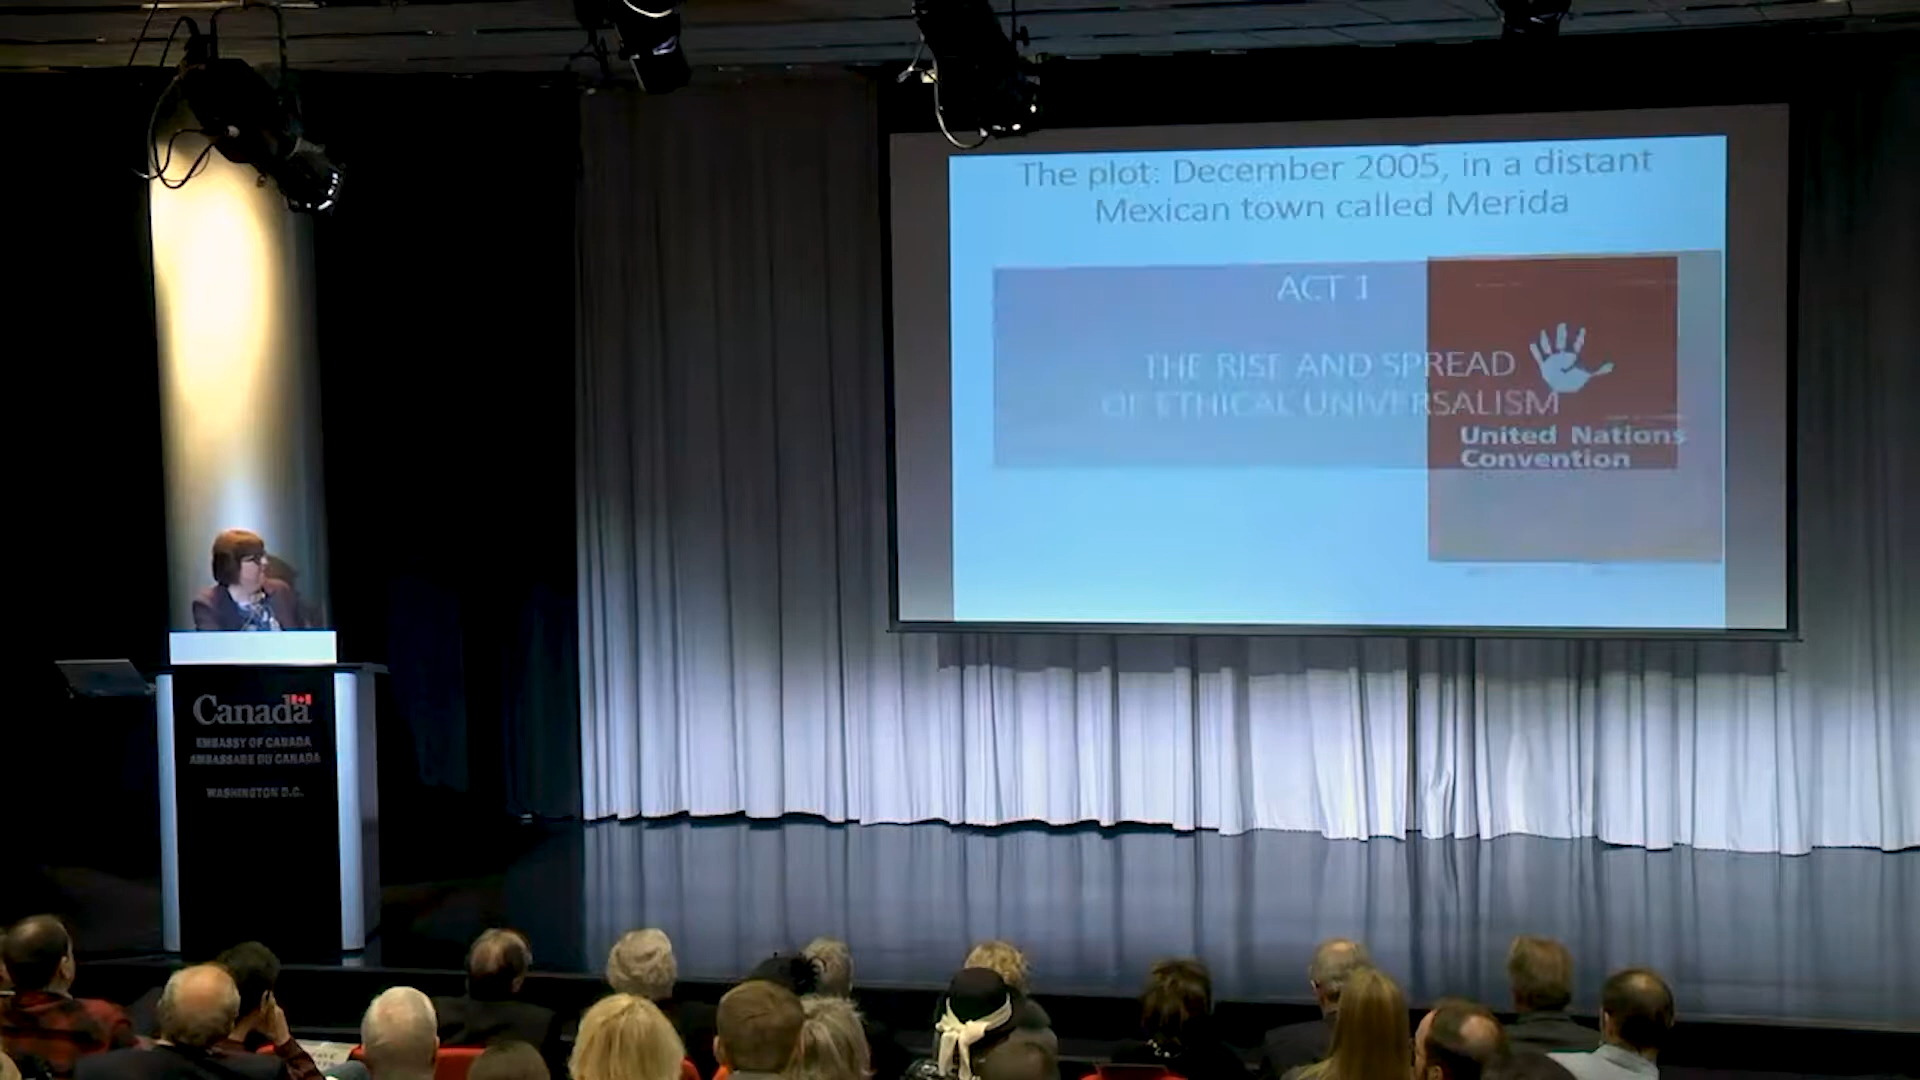 The plot: December 2005, in a distant
Mexican town called Merida
ACT 1
THE RISE AND SPREAD
OF ETHICAL UNIVERSALISM
United Nations
Convention
Canada
EMBASSY OF CANADA
AMBASSADE DU CANADA
WASHINGTON D.C.